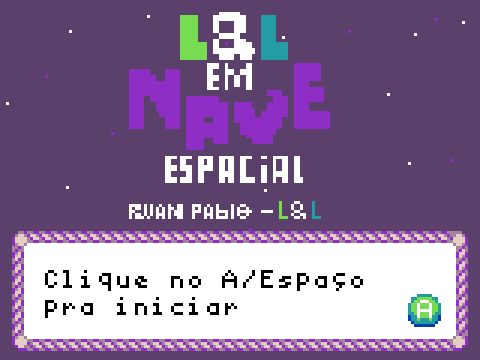 L&L
EM
NAVE
ESPACiAL
RUAN PAblO - L&L
Clique no A/Espaço
pra iniciar
A